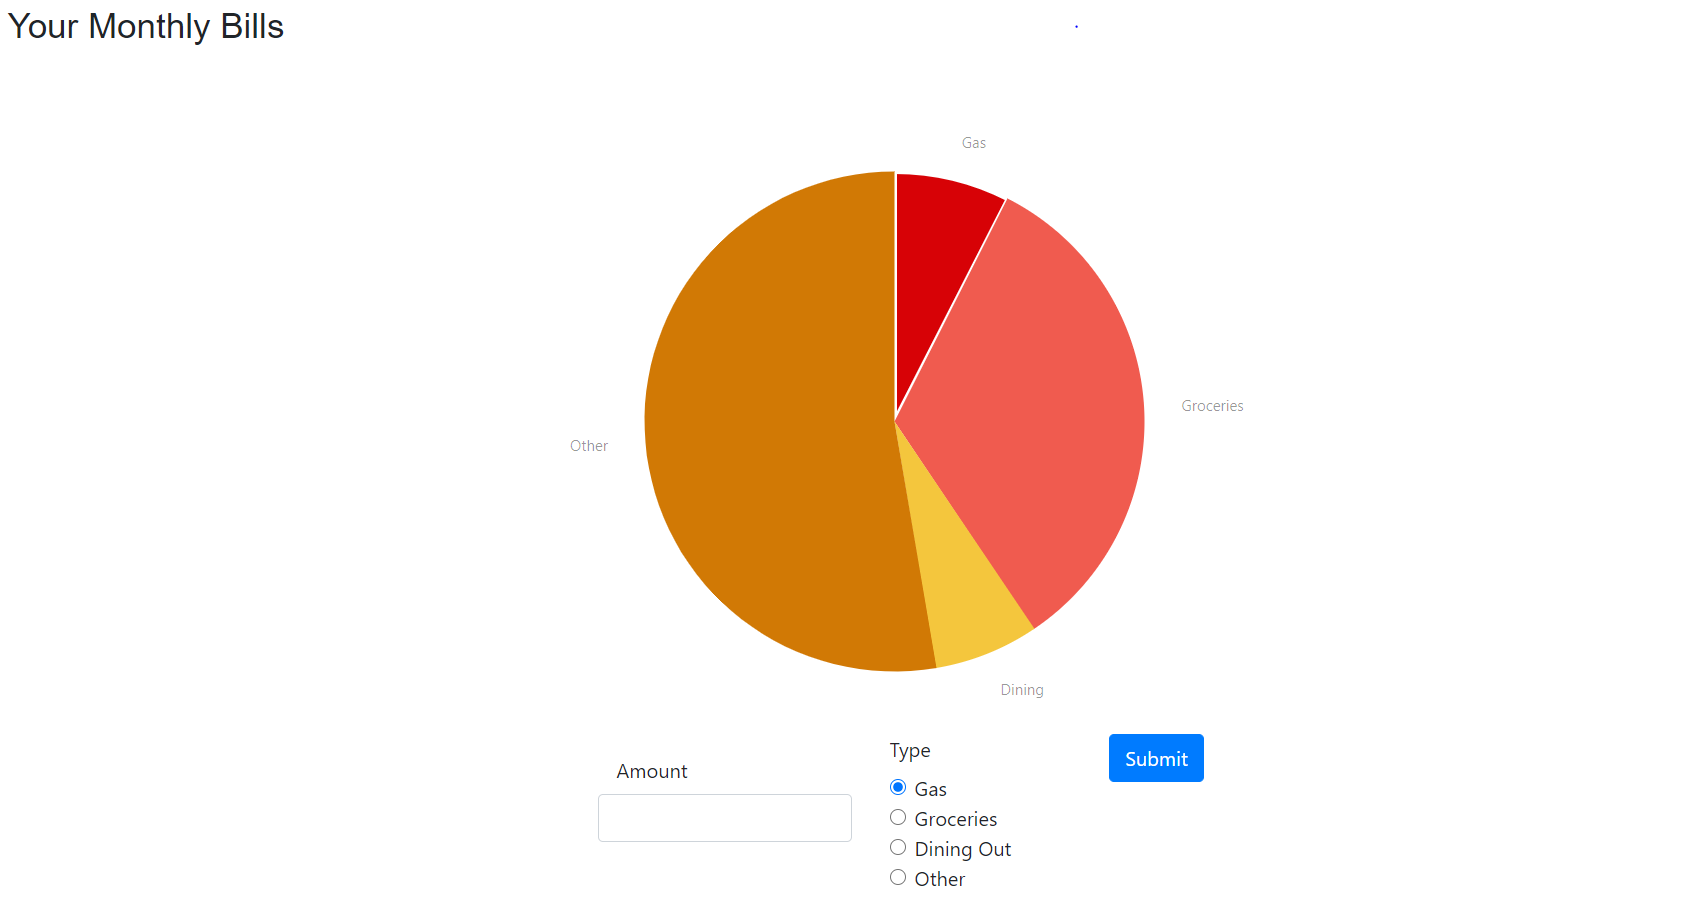 Your Monthly Bills
Gas
Groceries
Other
Dining
Type
Amount
Submit
Gas
Groceries
Dining Out
Other